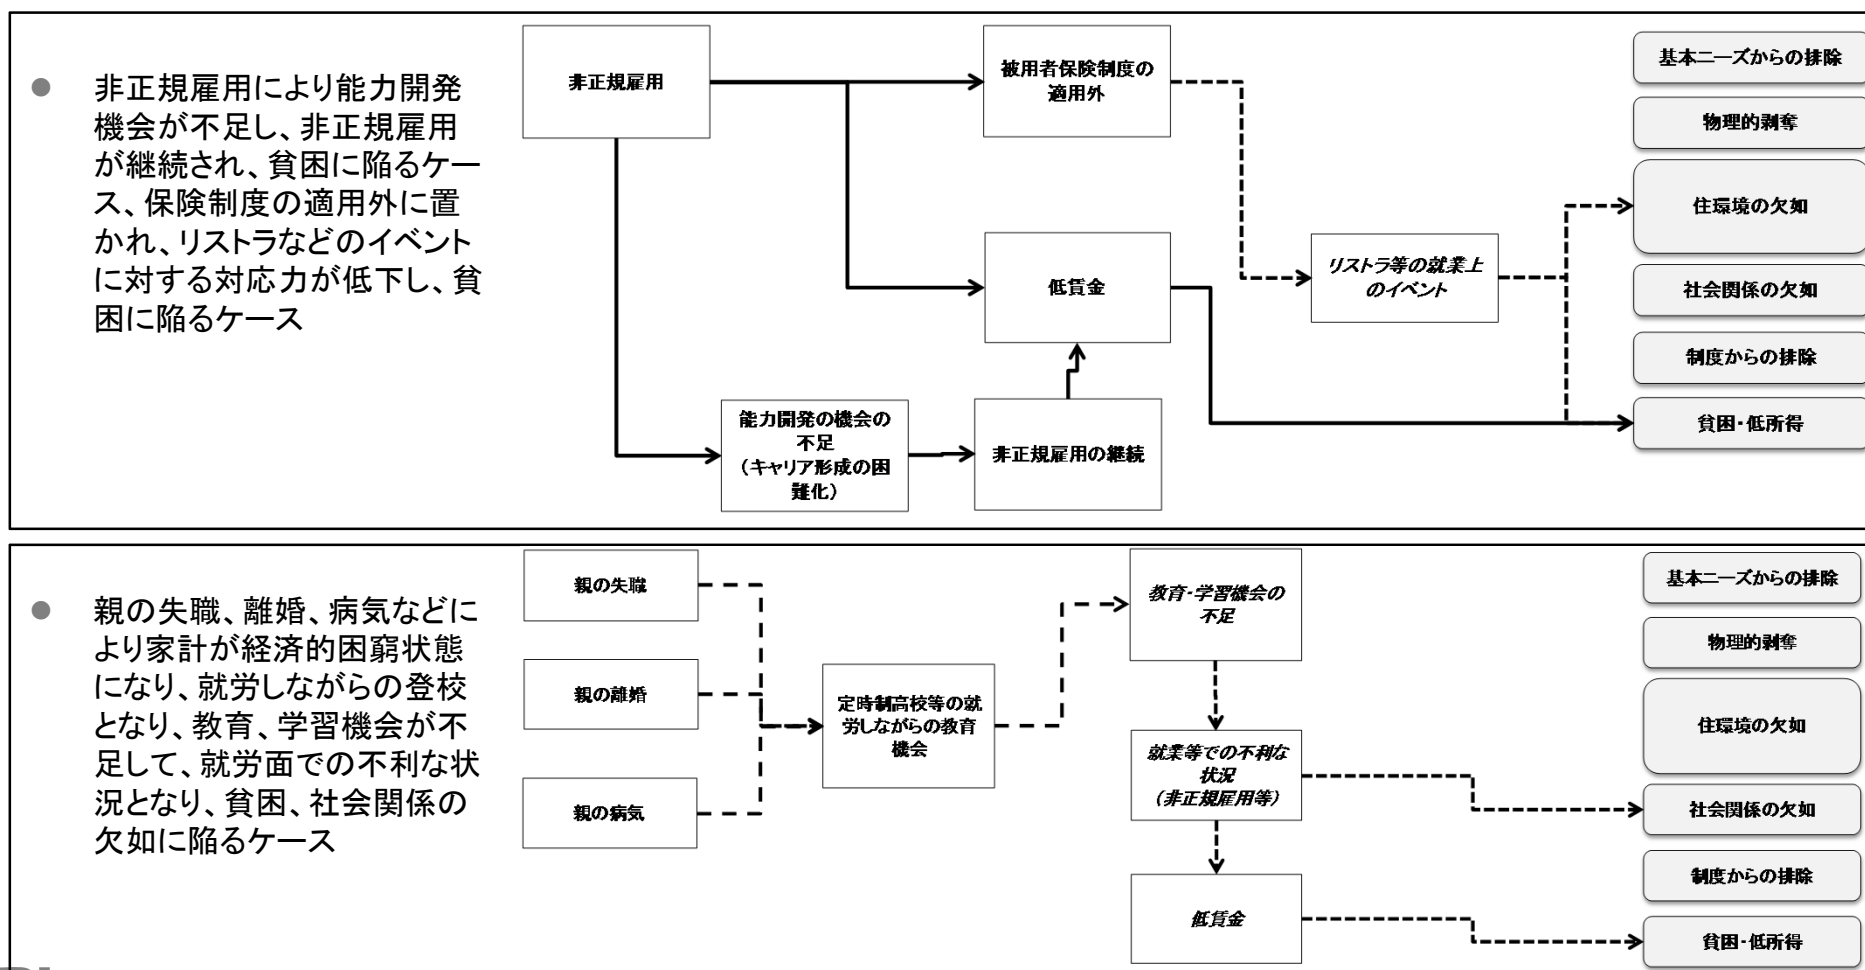 ● 非正規雇用により能力開発
機会が不足し、非正規雇用
が継続され、貧困に陥るケー
ス、保険制度の適用外に置
かれ、リストラなどのイベント
に対する対応力が低下し、貧
困に陥るケース
非正規雇用
被用者保険制度の
適用外
低賃金
リストラ等の就業上
のイベント
能力開発の機会の
不足
(キャリア形成の困
難化)
非正規雇用の継続
基本ニーズからの排除
物理的剥奪
住環境の欠如
社会関係の欠如
制度からの排除
貧困・低所得
● 親の失職、離婚、病気などに
より家計が経済的困窮状態
になり、就労しながらの登校
となり、教育、学習機会が不
足して、就労面での不利な状
況となり、貧困、社会関係の
欠如に陥るケース
親の失職
親の離婚
親の病気
定時制高校等の就
労しながらの教育
機会
教育・学習機会の
不足
就業等での不利な
状況
(非正規雇用等)
低賃金
基本ニーズからの排除
物理的剥奪
住環境の欠如
社会関係の欠如
制度からの排除
貧困・低所得